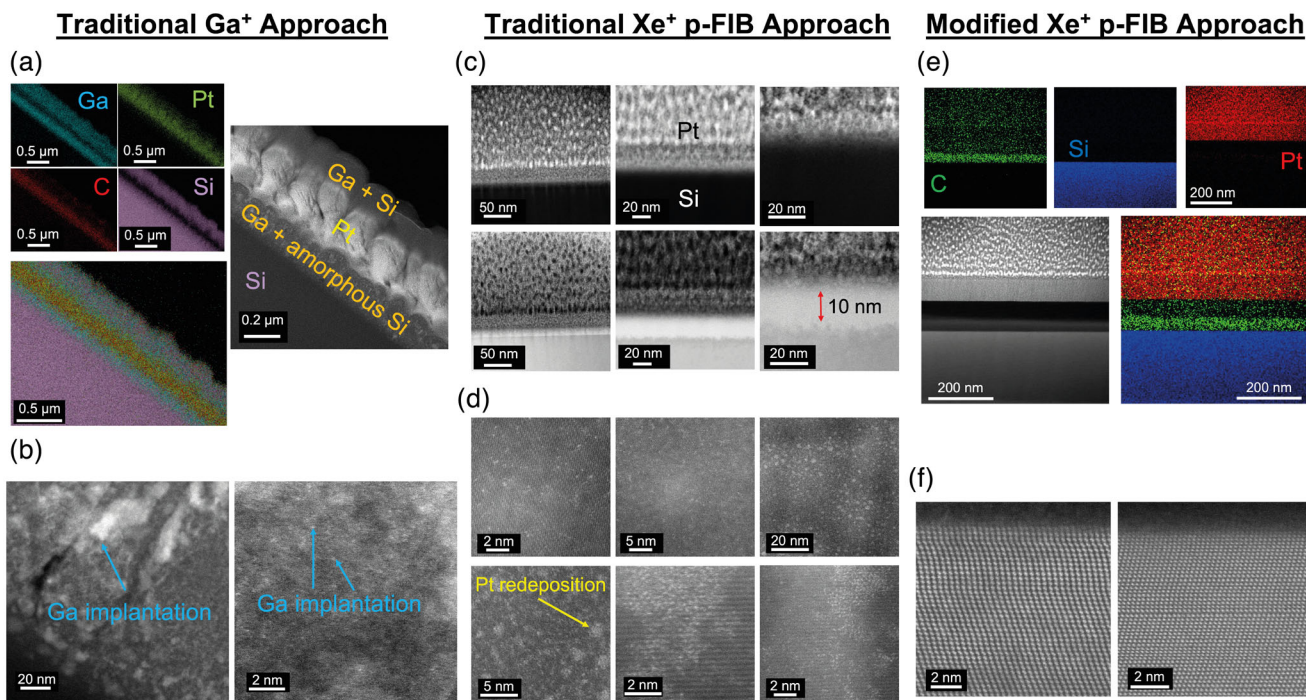 Traditional Ga⁺ Approach
Traditional Xe⁺ p-FIB Approach
Modified Xe⁺ p-FIB Approach
(a)
Ga
0.5 µm
Pt
0.5 µm
C
0.5 µm
Si
0.5 µm
0.5 µm
Ga + Si
Pt
Ga + amorphous Si
Si
0.2 µm
(b)
Ga implantation
20 nm
Ga implantation
2 nm
(c)
50 nm
Pt
Si
20 nm
20 nm
50 nm
20 nm
10 nm
20 nm
(d)
2 nm
5 nm
20 nm
Pt redeposition
5 nm
2 nm
2 nm
(e)
C
Si
Pt
200 nm
200 nm
200 nm
(f)
2 nm
2 nm